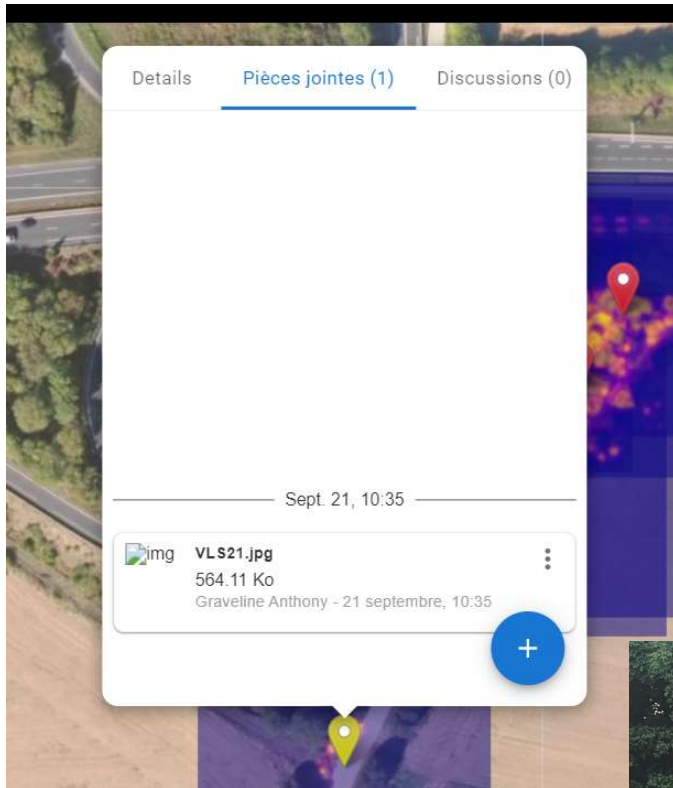 Details Pièces jointes (1) Discussions (0)
Sept. 21, 10:35
img VLS21.jpg
564.11 Ko
Graveline Anthony - 21 septembre, 10:35
+